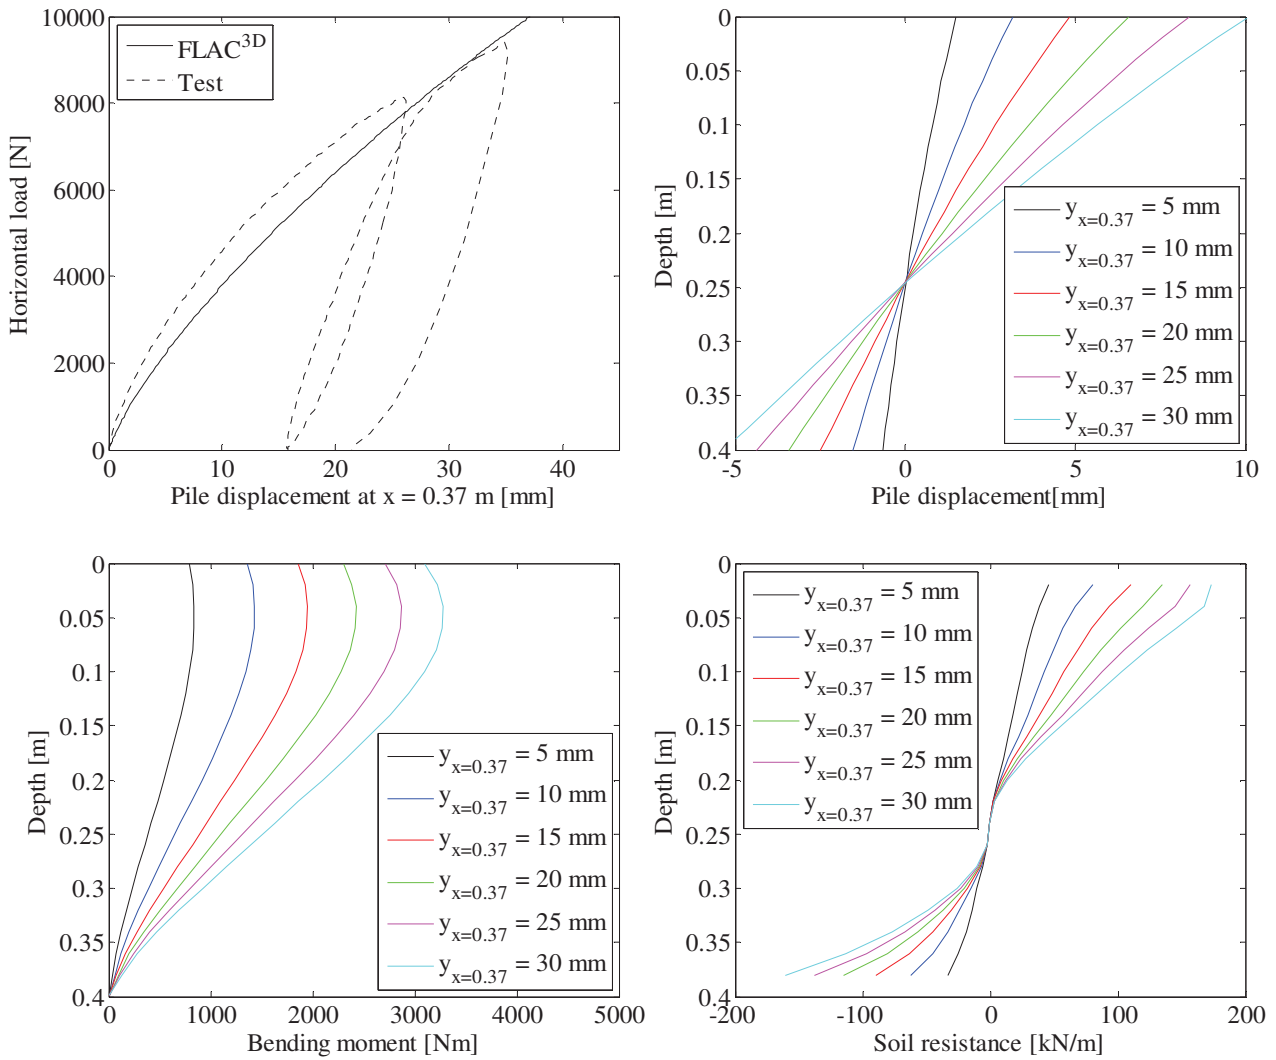 10000
8000
6000
4000
2000
0
Horizontal load [N]
FLAC3D
Test
0 10 20 30 40
Pile displacement at x = 0.37 m [mm]
0
0.05
0.1
0.15
0.2
0.25
0.3
0.35
0.4
Depth [m]
yx=0.37 = 5 mm
yx=0.37 = 10 mm
yx=0.37 = 15 mm
yx=0.37 = 20 mm
yx=0.37 = 25 mm
yx=0.37 = 30 mm
-5 0 5 10
Pile displacement[mm]
0
0.05
0.1
0.15
0.2
0.25
0.3
0.35
0.4
Depth [m]
yx=0.37 = 5 mm
yx=0.37 = 10 mm
yx=0.37 = 15 mm
yx=0.37 = 20 mm
yx=0.37 = 25 mm
yx=0.37 = 30 mm
0 1000 2000 3000 4000 5000
Bending moment [Nm]
0
0.05
0.1
0.15
0.2
0.25
0.3
0.35
0.4
Depth [m]
yx=0.37 = 5 mm
yx=0.37 = 10 mm
yx=0.37 = 15 mm
yx=0.37 = 20 mm
yx=0.37 = 25 mm
yx=0.37 = 30 mm
-200 -100 0 100 200
Soil resistance [kN/m]